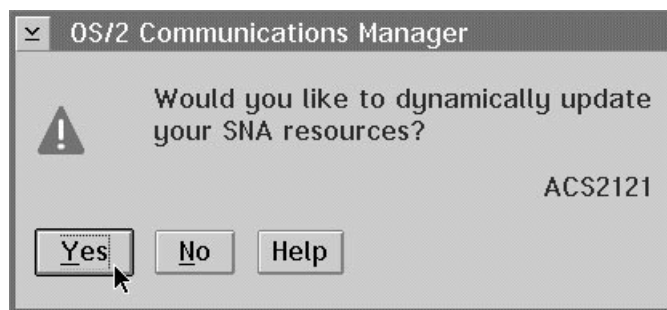 OS/2 Communications Manager
Would you like to dynamically update
your SNA resources?
ACS2121
Yes
No
Help